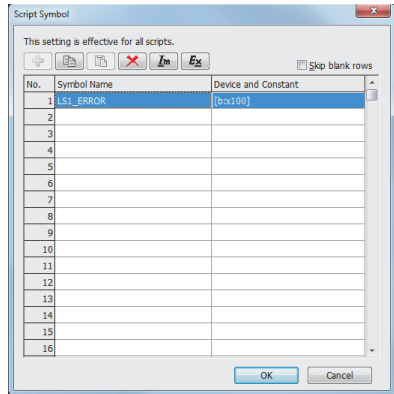 Script Symbol
This setting is effective for all scripts.
Im Ex Skip blank rows
No. Symbol Name Device and Constant
1 LS1_ERROR [b:x100]
2
3
4
5
6
7
8
9
10
11
12
13
14
15
16
OK Cancel